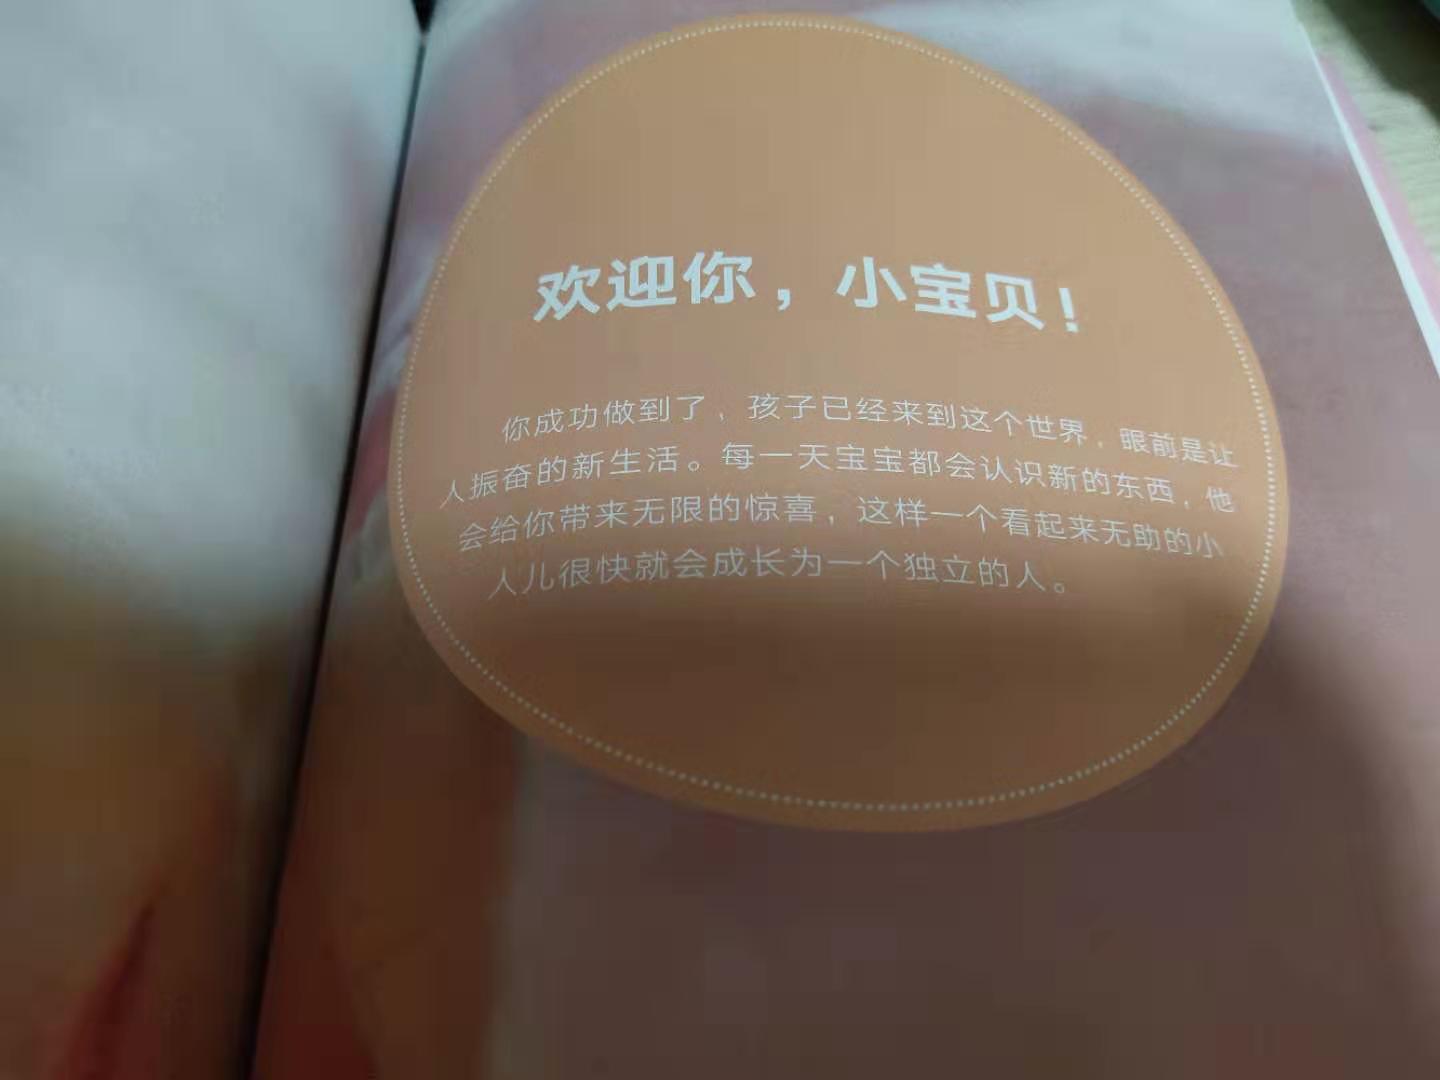 欢迎你，小宝贝！
你成功做到了，孩子已经来到这个世界，眼前是让
人振奋的新生活。每一天宝宝都会认识新的东西，他
会给你带来无限的惊喜，这样一个看起来无助的小
人儿很快就会成长为一个独立的人。